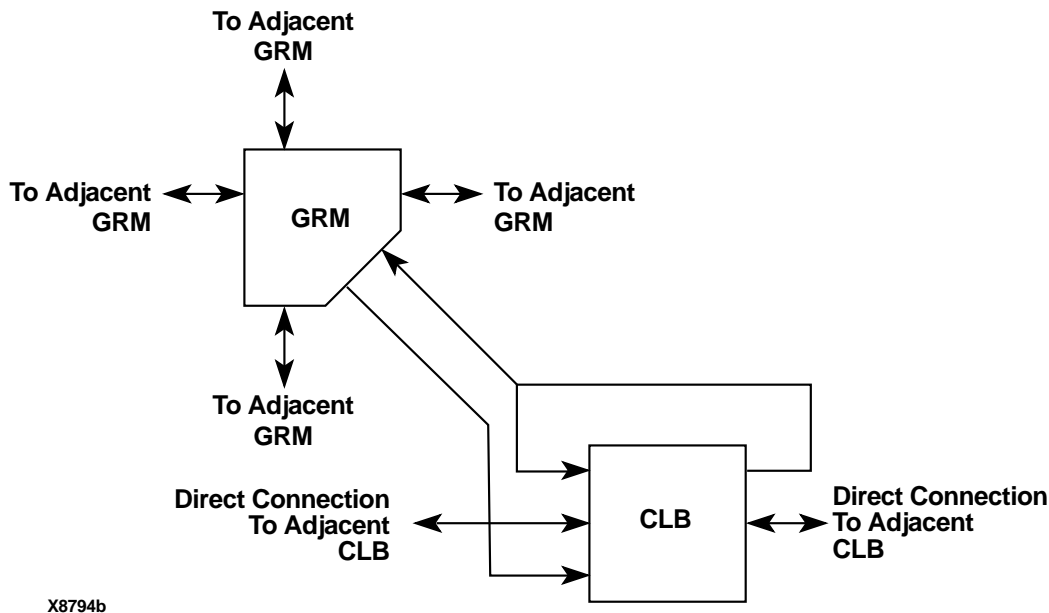 To Adjacent
GRM
To Adjacent
GRM
GRM
To Adjacent
GRM
To Adjacent
GRM
Direct Connection
To Adjacent
CLB
CLB
Direct Connection
To Adjacent
CLB
X8794b